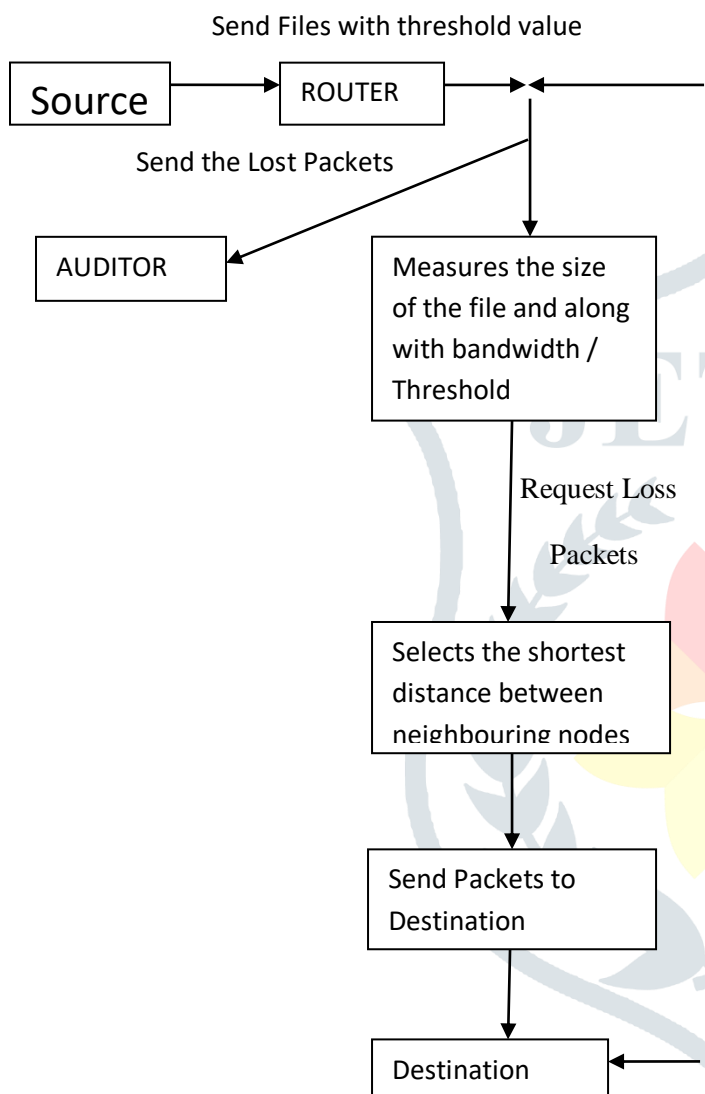 Send Files with threshold value
Source
ROUTER
Send the Lost Packets
AUDITOR
Measures the size
of the file and along
with bandwidth /
Threshold
Request Loss
Packets
Selects the shortest
distance between
neighbouring nodes
Send Packets to
Destination
Destination